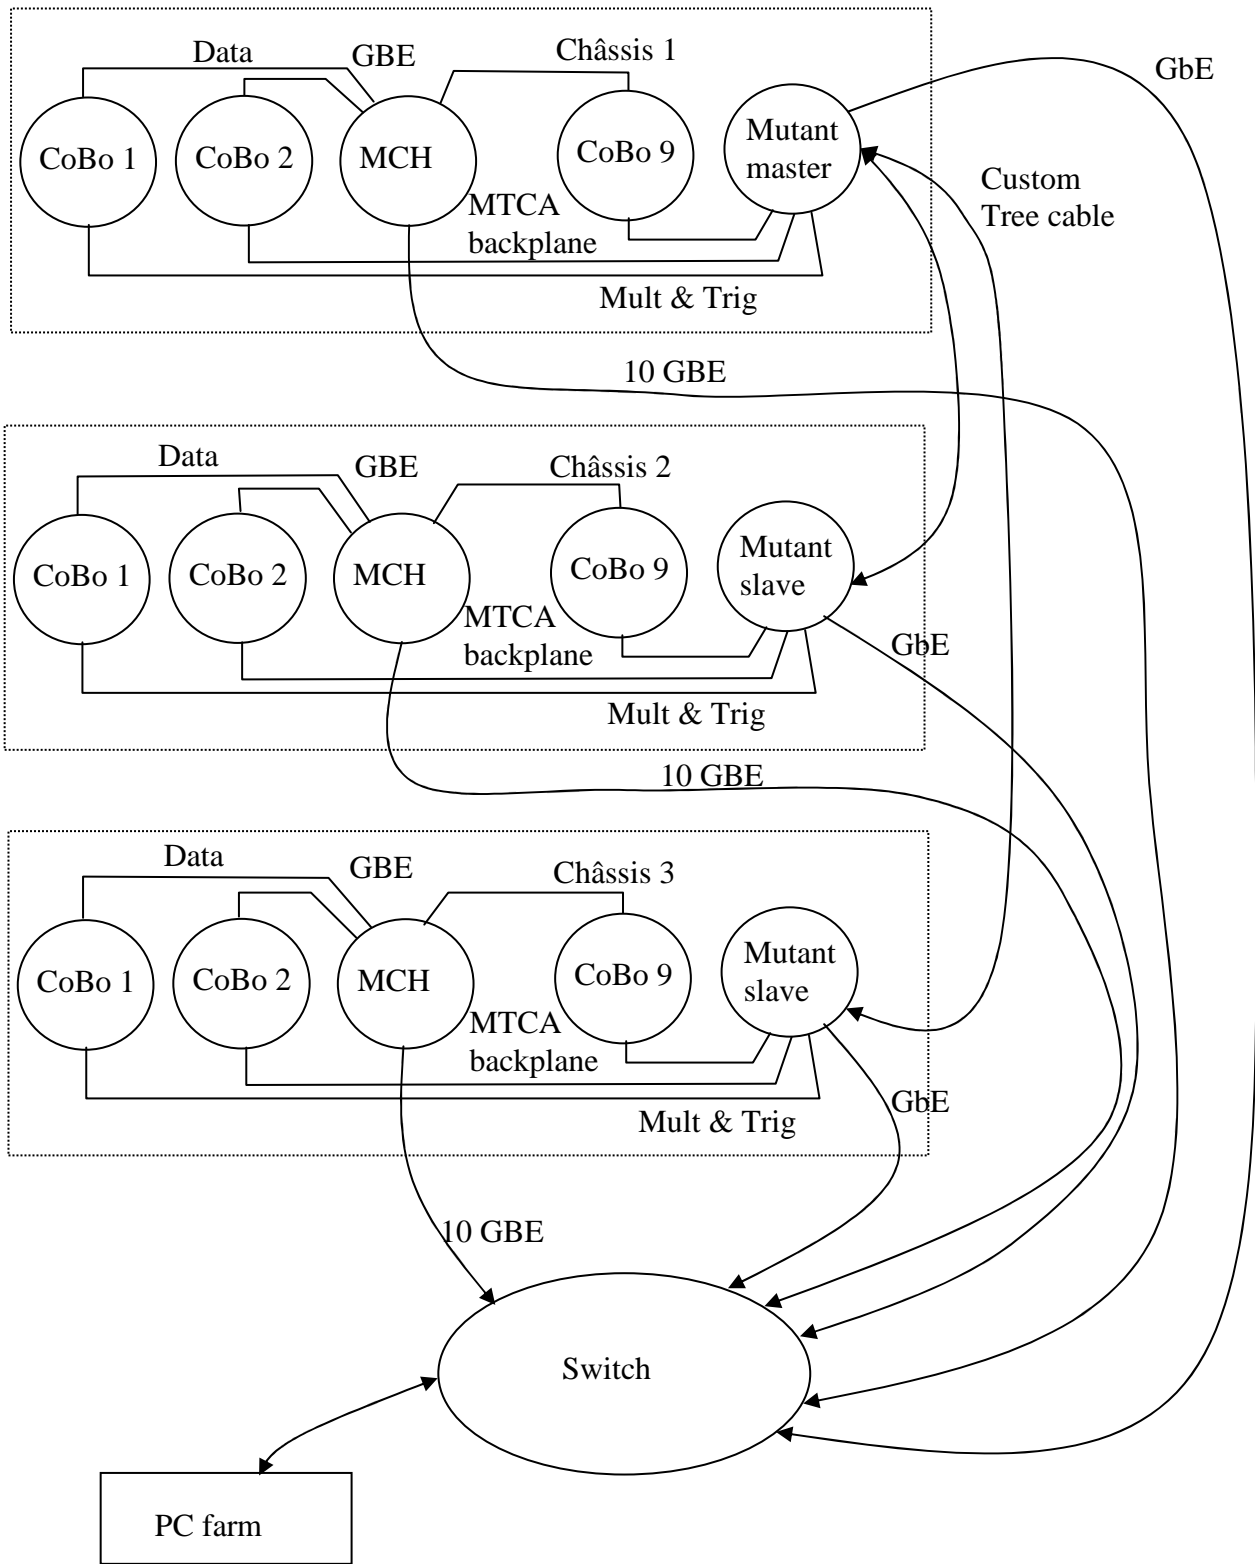 Data
GBE
Châssis 1
GbE
CoBo 1
CoBo 2
MCH
CoBo 9
Mutant
master
Custom
Tree cable
MTCA
backplane
Mult & Trig
10 GBE
Data
GBE
Châssis 2
CoBo 1
CoBo 2
MCH
CoBo 9
Mutant
slave
MTCA
backplane
GbE
Mult & Trig
10 GBE
Data
GBE
Châssis 3
CoBo 1
CoBo 2
MCH
CoBo 9
Mutant
slave
MTCA
backplane
GbE
Mult & Trig
10 GBE
Switch
PC farm